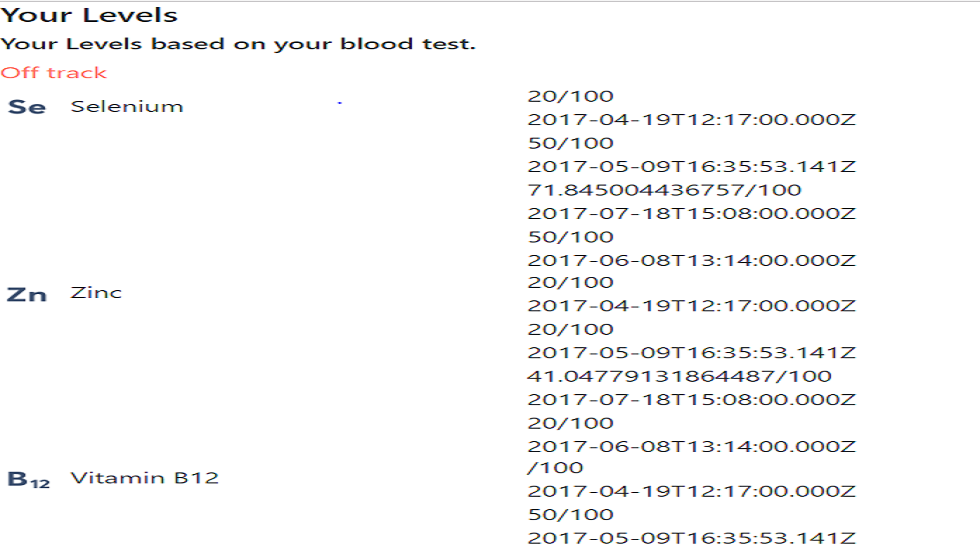 Your Levels
Your Levels based on your blood test.
Off track
Se Selenium
20/100
2017-04-19T12:17:00.000Z
50/100
2017-05-09T16:35:53.141Z
71.845004436757/100
2017-07-18T15:08:00.000Z
50/100
2017-06-08T13:14:00.000Z
Zn Zinc
20/100
2017-04-19T12:17:00.000Z
20/100
2017-05-09T16:35:53.141Z
41.04779131864487/100
2017-07-18T15:08:00.000Z
20/100
2017-06-08T13:14:00.000Z
B12 Vitamin B12
/100
2017-04-19T12:17:00.000Z
50/100
2017-05-09T16:35:53.141Z